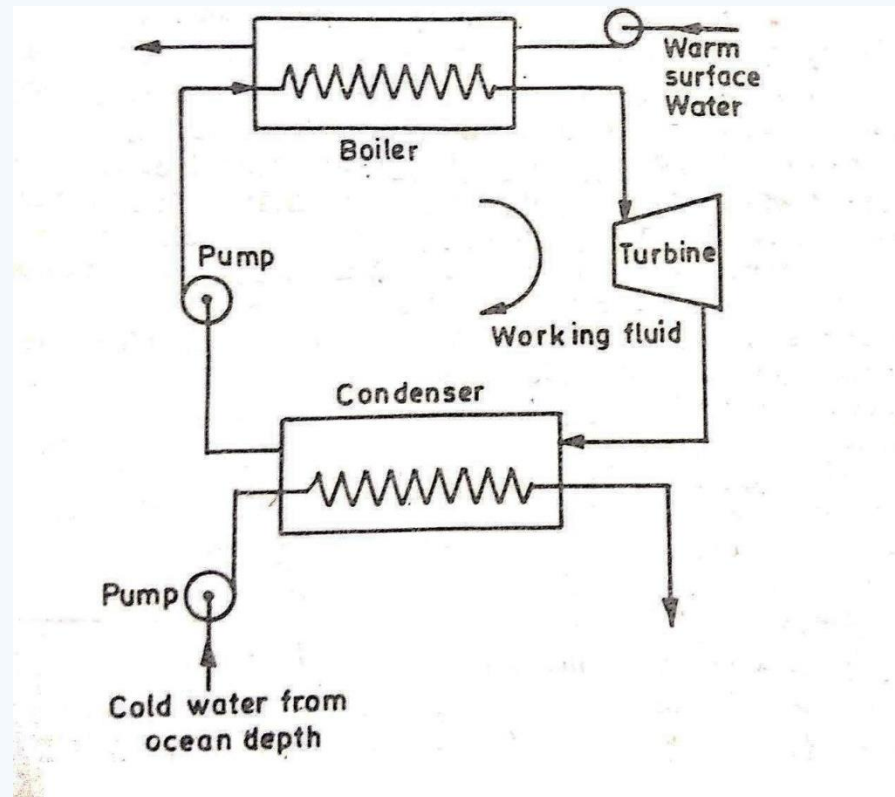 Warm
surface
Water
Boiler
Pump
Turbine
Working fluid
Condenser
Pump
Cold water from
ocean depth